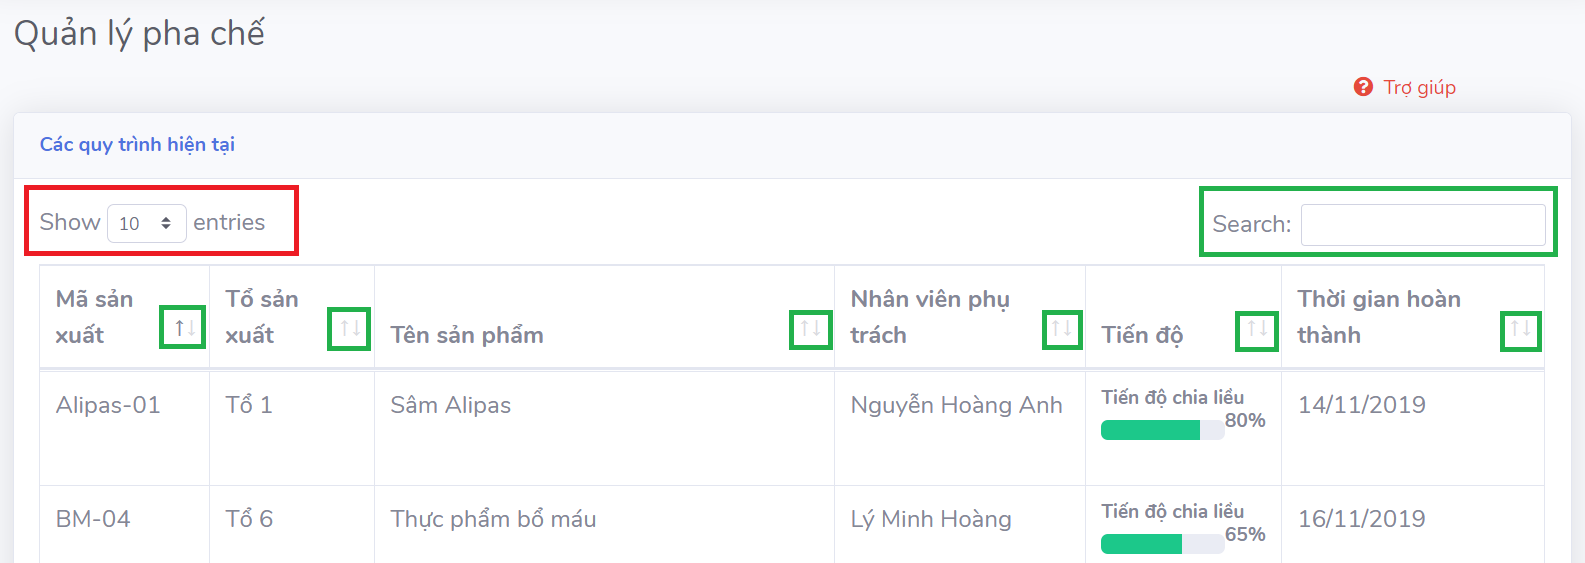 Quản lý pha chế
Trợ giúp
Các quy trình hiện tại
Show 10 entries
Search:
Mã sản xuất
Tổ sản xuất
Tên sản phẩm
Nhân viên phụ trách
Tiến độ
Thời gian hoàn thành
Alipas-01
Tổ 1
Sâm Alipas
Nguyễn Hoàng Anh
Tiến độ chia liều
80%
14/11/2019
BM-04
Tổ 6
Thực phẩm bổ máu
Lý Minh Hoàng
Tiến độ chia liều
65%
16/11/2019